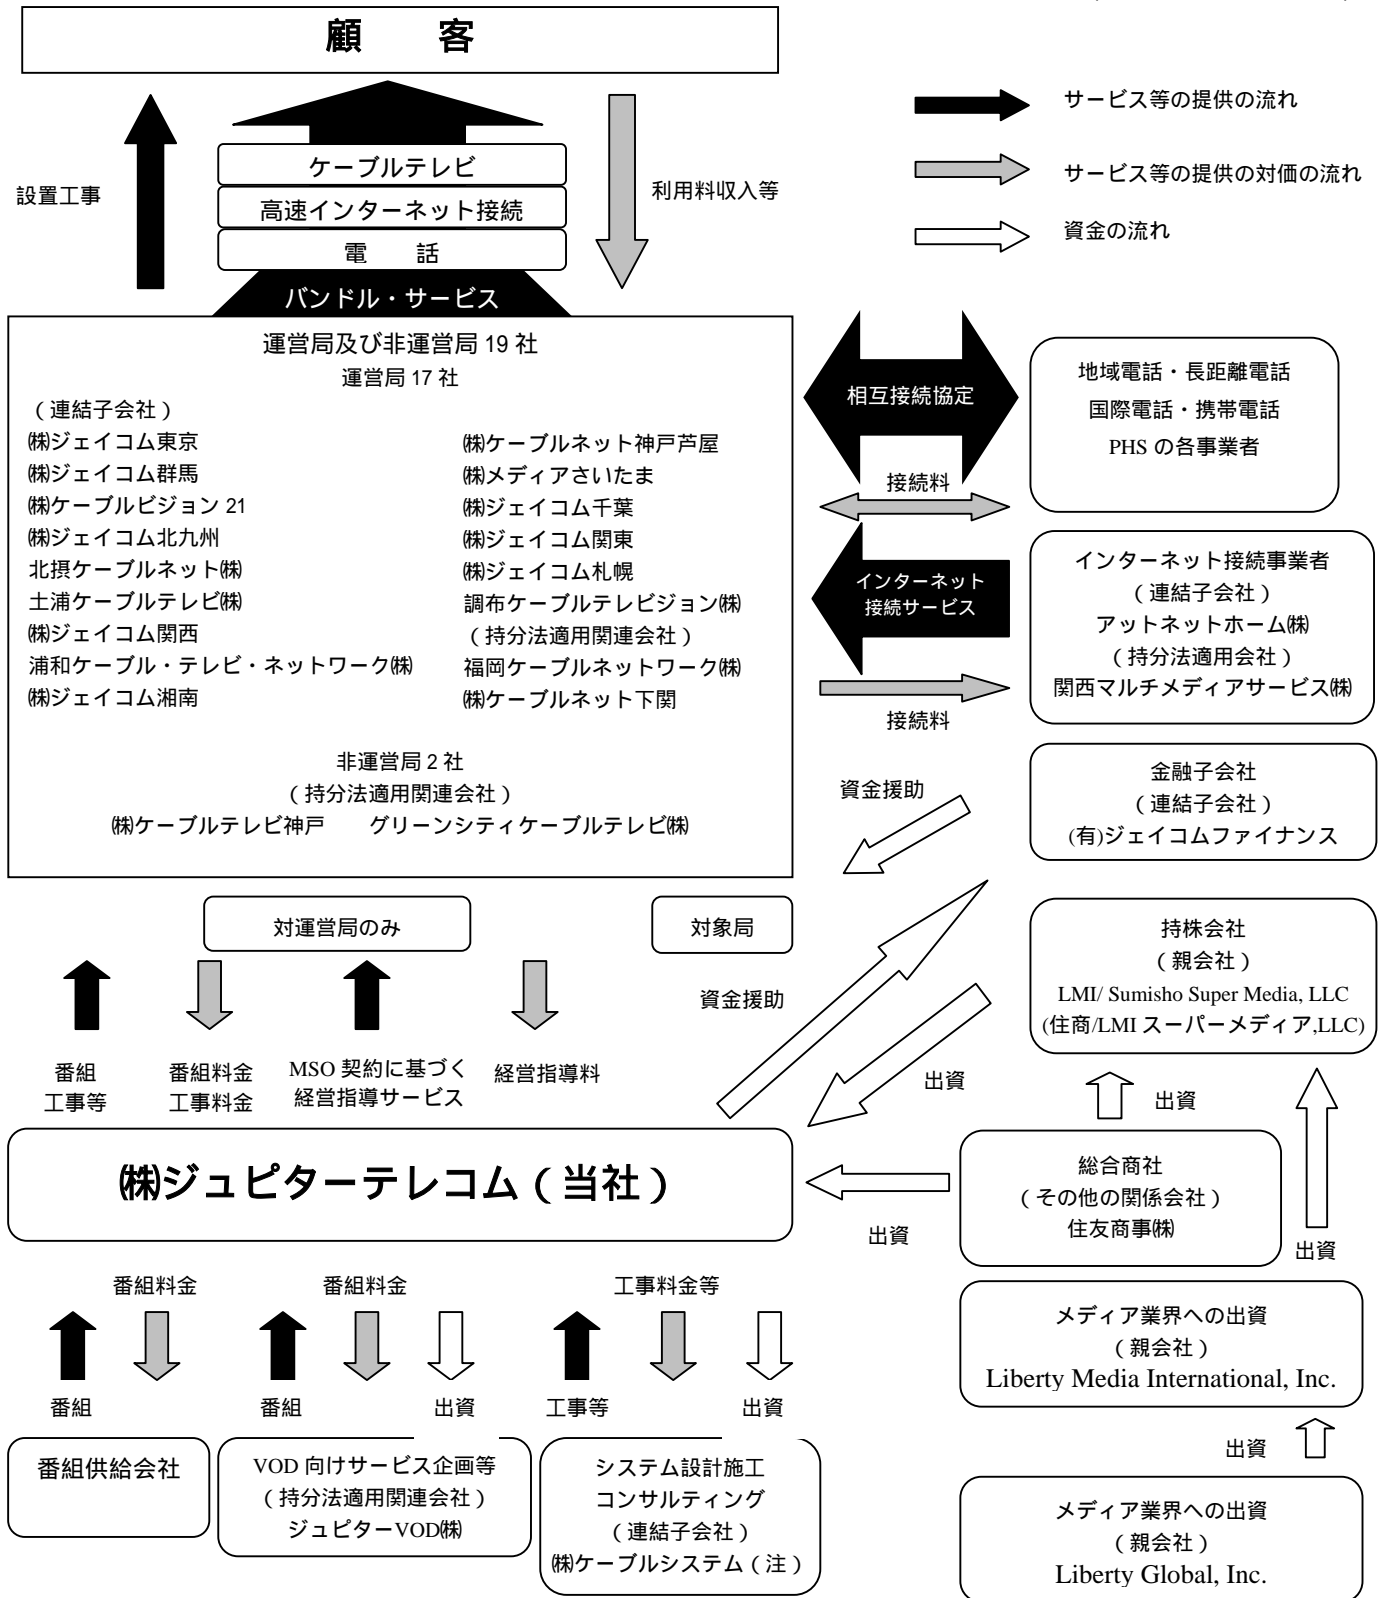 顧　　客
サービス等の提供の流れ
サービス等の提供の対価の流れ
資金の流れ
設置工事
ケーブルテレビ
高速インターネット接続
電　　話
バンドル・サービス
利用料収入等
運営局及び非運営局 19 社
運営局 17 社
（連結子会社）
㈱ジェイコム東京
㈱ジェイコム群馬
㈱ケーブルビジョン 21
㈱ジェイコム北九州
北摂ケーブルネット㈱
土浦ケーブルテレビ㈱
㈱ジェイコム関西
浦和ケーブル・テレビ・ネットワーク㈱
㈱ジェイコム湘南
㈱ケーブルネット神戸芦屋
㈱メディアさいたま
㈱ジェイコム千葉
㈱ジェイコム関東
㈱ジェイコム札幌
調布ケーブルテレビジョン㈱
（持分法適用関連会社）
福岡ケーブルネットワーク㈱
㈱ケーブルネット下関
非運営局 2 社
（持分法適用関連会社）
㈱ケーブルテレビ神戸　　グリーンシティケーブルテレビ㈱
相互接続協定
接続料
地域電話・長距離電話
国際電話・携帯電話
PHS の各事業者
インターネット
接続サービス
接続料
インターネット接続事業者
（連結子会社）
アットネットホーム㈱
（持分法適用会社）
関西マルチメディアサービス㈱
資金援助
金融子会社
（連結子会社）
(有)ジェイコムファイナンス
対運営局のみ
対象局
資金援助
持株会社
（親会社）
LMI/ Sumisho Super Media, LLC
(住商/LMI スーパーメディア,LLC)
番組
工事等
番組料金
工事料金
MSO 契約に基づく
経営指導サービス
経営指導料
出資
出資
出資
㈱ジュピターテレコム（当社）
出資
総合商社
（その他の関係会社）
住友商事㈱
番組料金
番組
番組料金
番組
出資
工事料金等
工事等
出資
メディア業界への出資
（親会社）
Liberty Media International, Inc.
出資
番組供給会社
VOD 向けサービス企画等
（持分法適用関連会社）
ジュピターVOD㈱
システム設計施工
コンサルティング
（連結子会社）
㈱ケーブルシステム（注）
メディア業界への出資
（親会社）
Liberty Global, Inc.